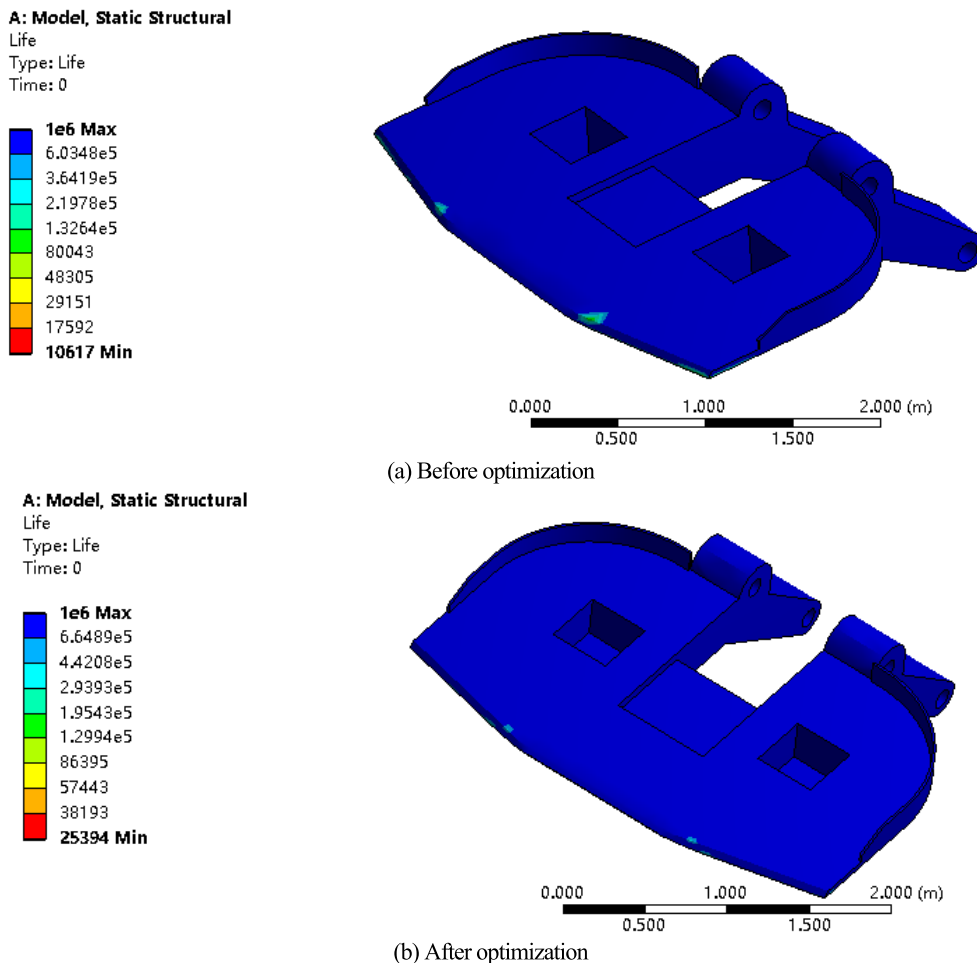 A: Model, Static Structural
Life
Type: Life
Time: 0
1e6 Max
6.0348e5
3.6419e5
2.1978e5
1.3264e5
80043
48305
29151
17592
10617 Min
0.000 1.000 2.000 (m)
0.500 1.500
(a) Before optimization
A: Model, Static Structural
Life
Type: Life
Time: 0
1e6 Max
6.6489e5
4.4208e5
2.9393e5
1.9543e5
1.2994e5
86395
57443
38193
25394 Min
0.000 1.000 2.000 (m)
0.500 1.500
(b) After optimization